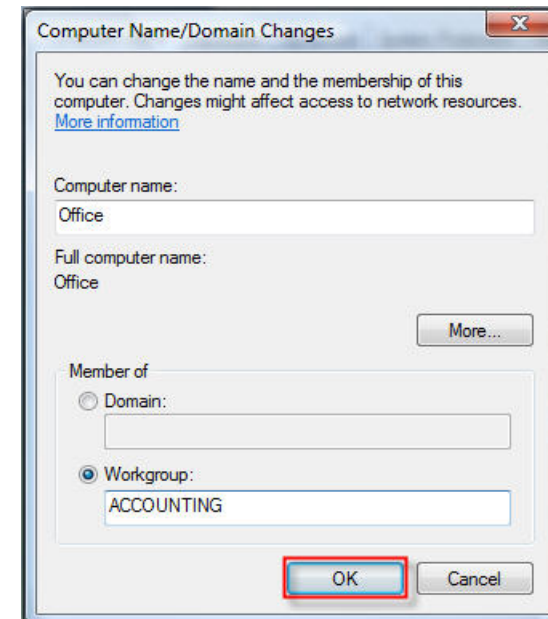 Computer Name/Domain Changes
You can change the name and the membership of this
computer. Changes might affect access to network resources.
More information
Computer name:
Office
Full computer name:
Office
More...
Member of
Domain:
Workgroup:
ACCOUNTING
OK
Cancel